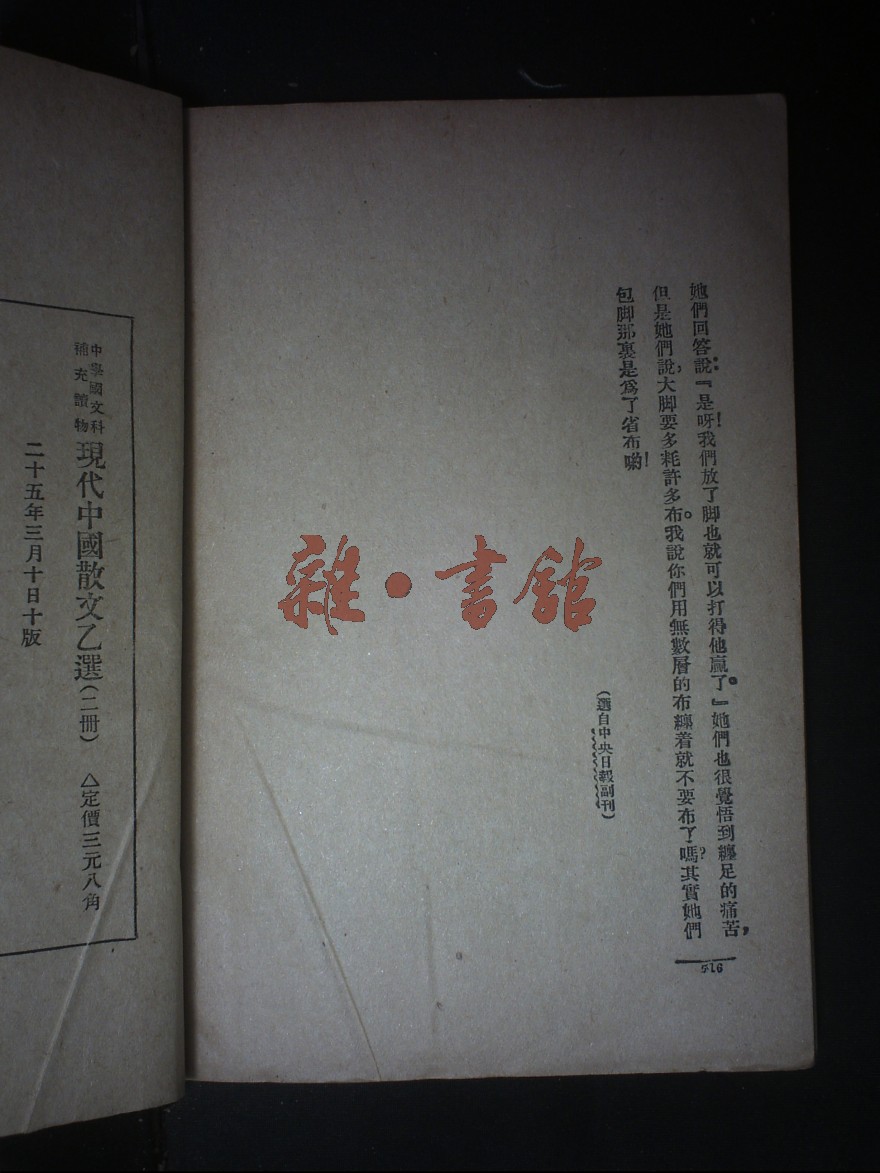 她們回答說：『是呀！我們放了脚也就可以打得他贏了。』她們也很覺悟到纏足的痛苦，
但是她們說，大脚要多耗許多布。我說你們用無數層的布纏着就不要布了嗎？其實她們
包脚那裏是爲了省布喲！
（選自中央日報副刊）
516
雜·書館
中學國文科
補充讀物
現代中國散文乙選（二冊） △定價三元八角
二十五年三月十日十版